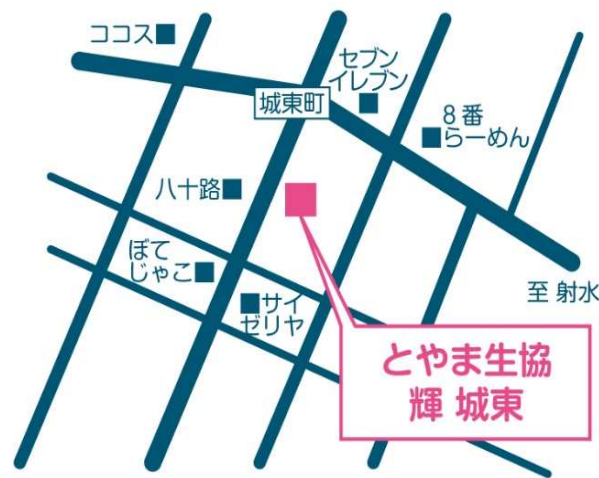 ココス
セブン
イレブン
城東町
8番
らーめん
八十路
ぼて
じゃこ
サイ
ゼリヤ
至 射水
とやま生協
輝 城東